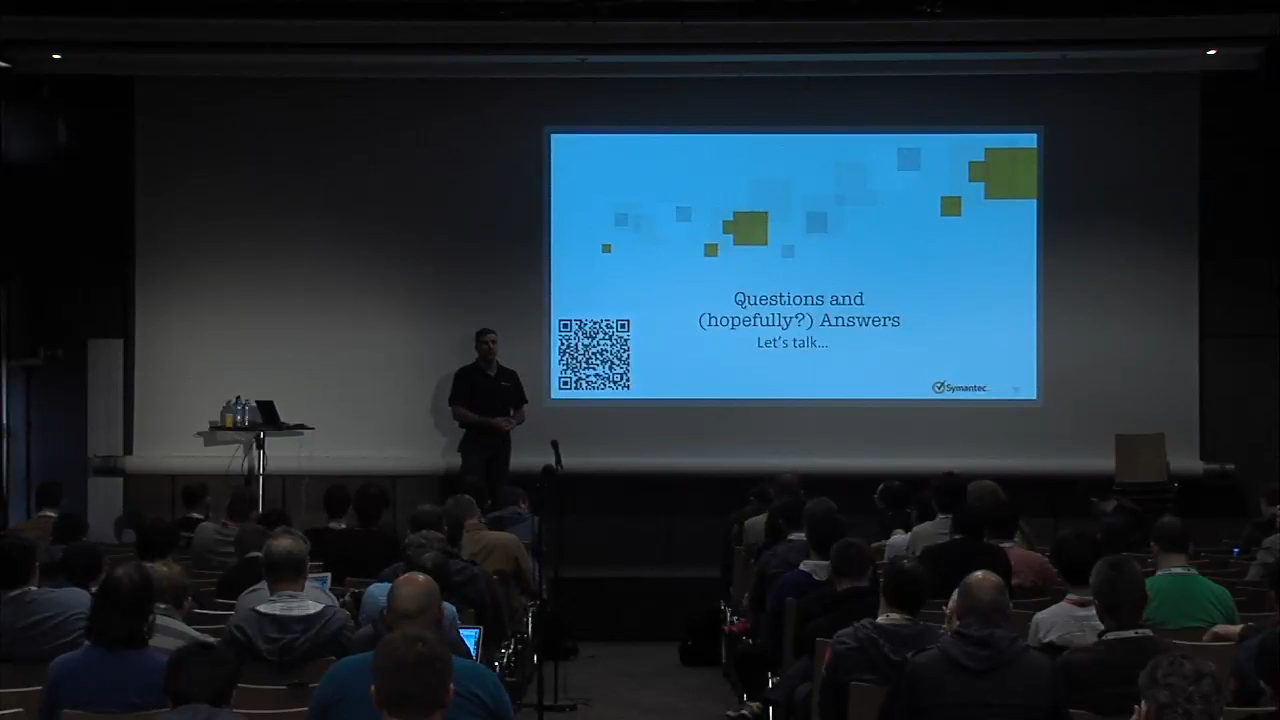 Questions and
(hopefully?) Answers
Let's talk...
Symantec